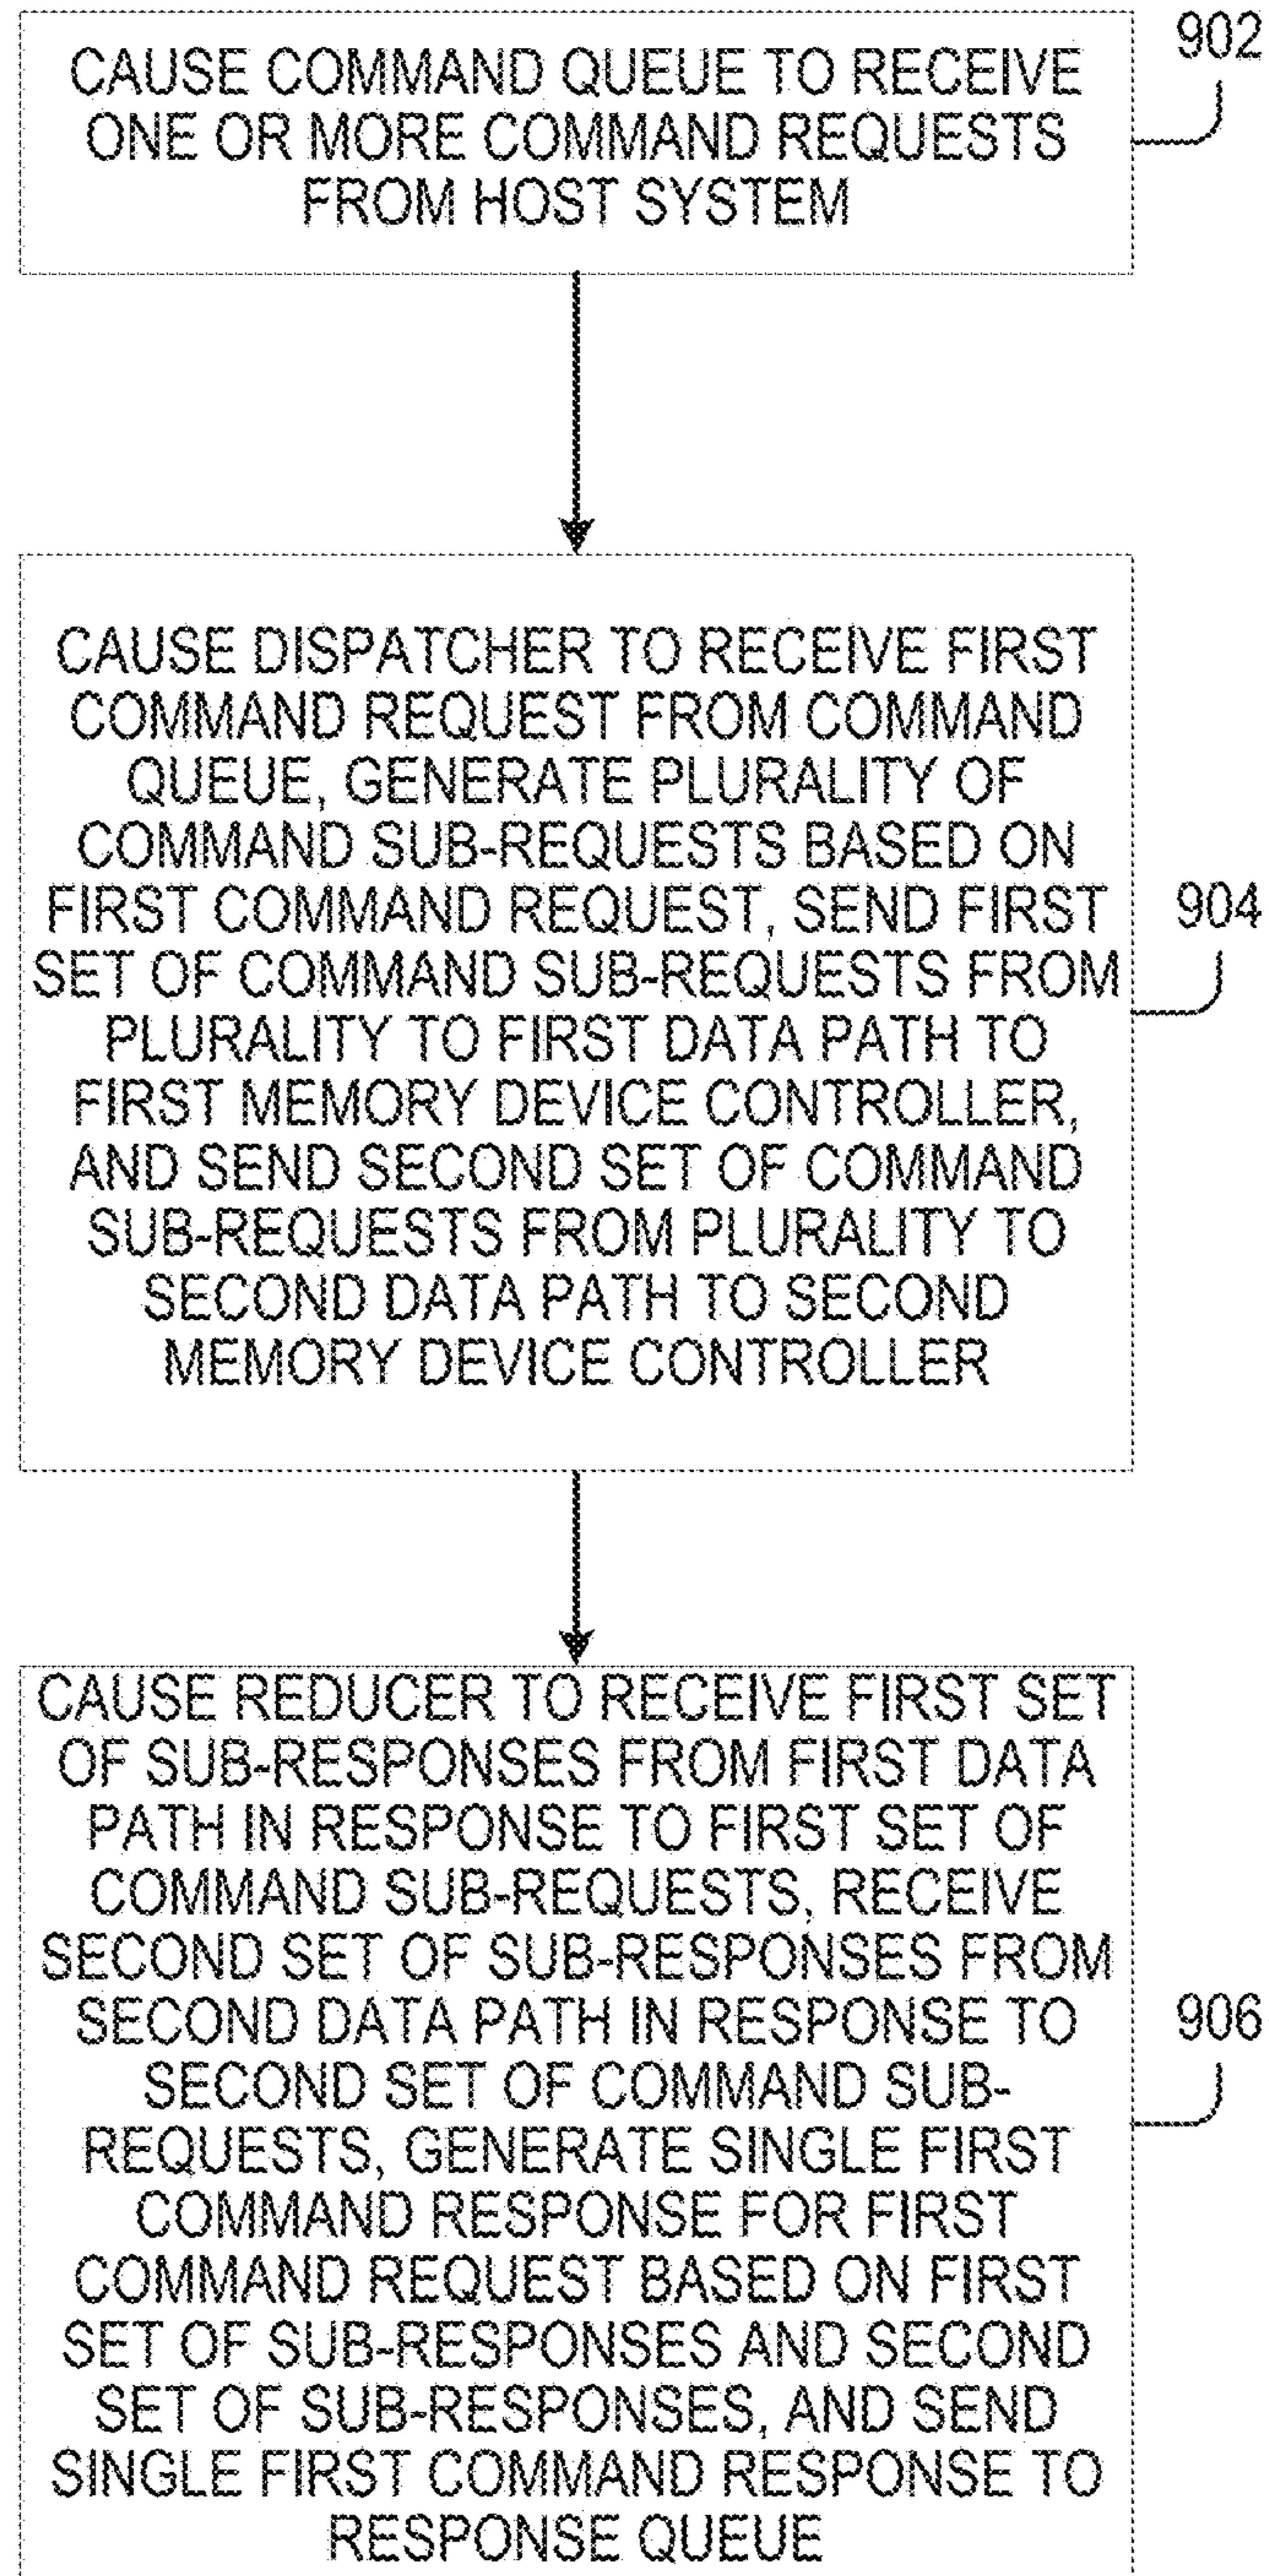 CAUSE COMMAND QUEUE TO RECEIVE
ONE OR MORE COMMAND REQUESTS
FROM HOST SYSTEM
902
CAUSE DISPATCHER TO RECEIVE FIRST
COMMAND REQUEST FROM COMMAND
QUEUE, GENERATE PLURALITY OF
COMMAND SUB-REQUESTS BASED ON
FIRST COMMAND REQUEST, SEND FIRST
SET OF COMMAND SUB-REQUESTS FROM
PLURALITY TO FIRST DATA PATH TO
FIRST MEMORY DEVICE CONTROLLER,
AND SEND SECOND SET OF COMMAND
SUB-REQUESTS FROM PLURALITY TO
SECOND DATA PATH TO SECOND
MEMORY DEVICE CONTROLLER
904
CAUSE REDUCER TO RECEIVE FIRST SET
OF SUB-RESPONSES FROM FIRST DATA
PATH IN RESPONSE TO FIRST SET OF
COMMAND SUB-REQUESTS, RECEIVE
SECOND SET OF SUB-RESPONSES FROM
SECOND DATA PATH IN RESPONSE TO
SECOND SET OF COMMAND SUB-
REQUESTS, GENERATE SINGLE FIRST
COMMAND RESPONSE FOR FIRST
COMMAND REQUEST BASED ON FIRST
SET OF SUB-RESPONSES AND SECOND
SET OF SUB-RESPONSES, AND SEND
SINGLE FIRST COMMAND RESPONSE TO
RESPONSE QUEUE
906